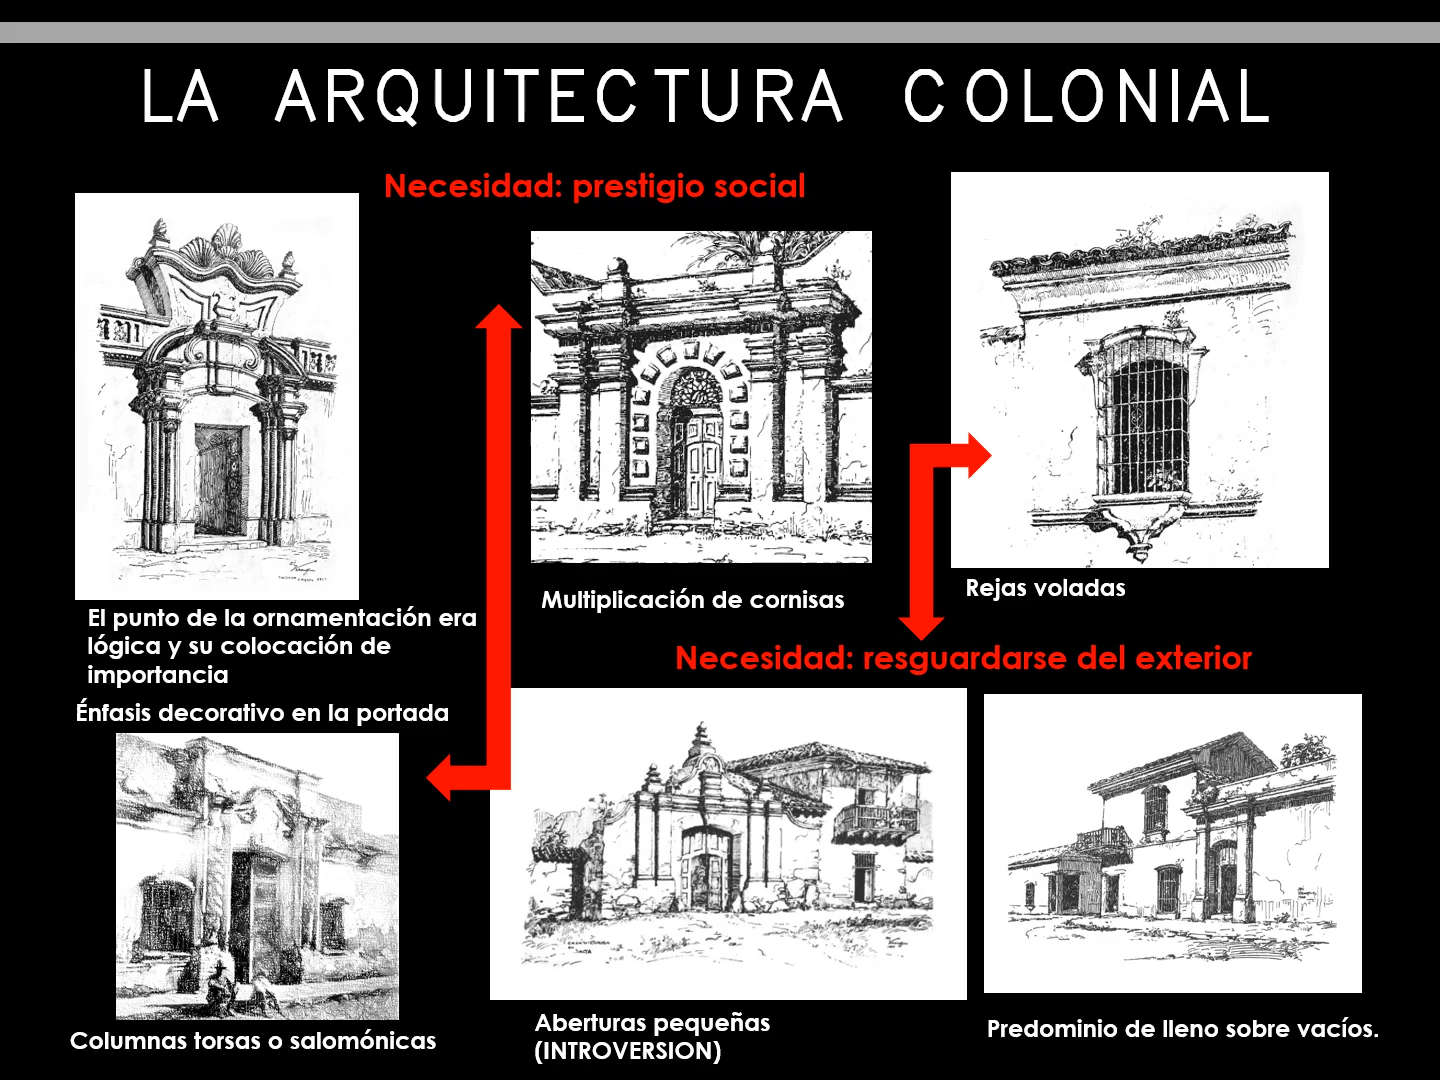 LA ARQUITECTURA COLONIAL
Necesidad: prestigio social
El punto de la ornamentación era
lógica y su colocación de
importancia
Énfasis decorativo en la portada
Multiplicación de cornisas
Rejas voladas
Necesidad: resguardarse del exterior
Columnas torsas o salomónicas
Aberturas pequeñas
(INTROVERSION)
Predominio de lleno sobre vacíos.